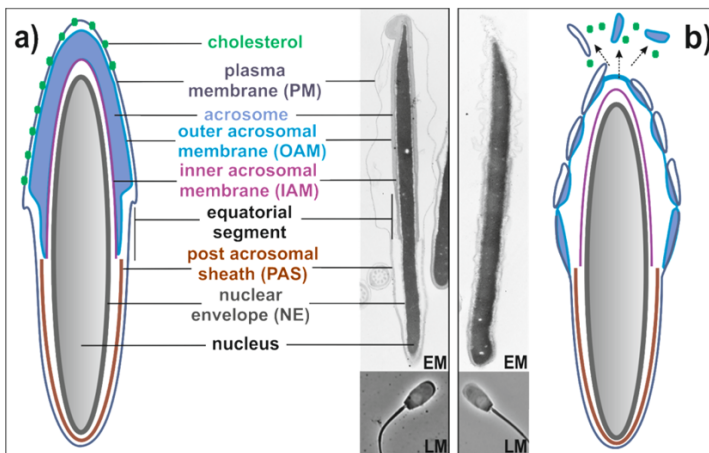 a)
cholesterol
plasma
membrane (PM)
acrosome
outer acrosomal
membrane (OAM)
inner acrosomal
membrane (IAM)
equatorial
segment
post acrosomal
sheath (PAS)
nuclear
envelope (NE)
nucleus
EM
LM
b)
EM
LM